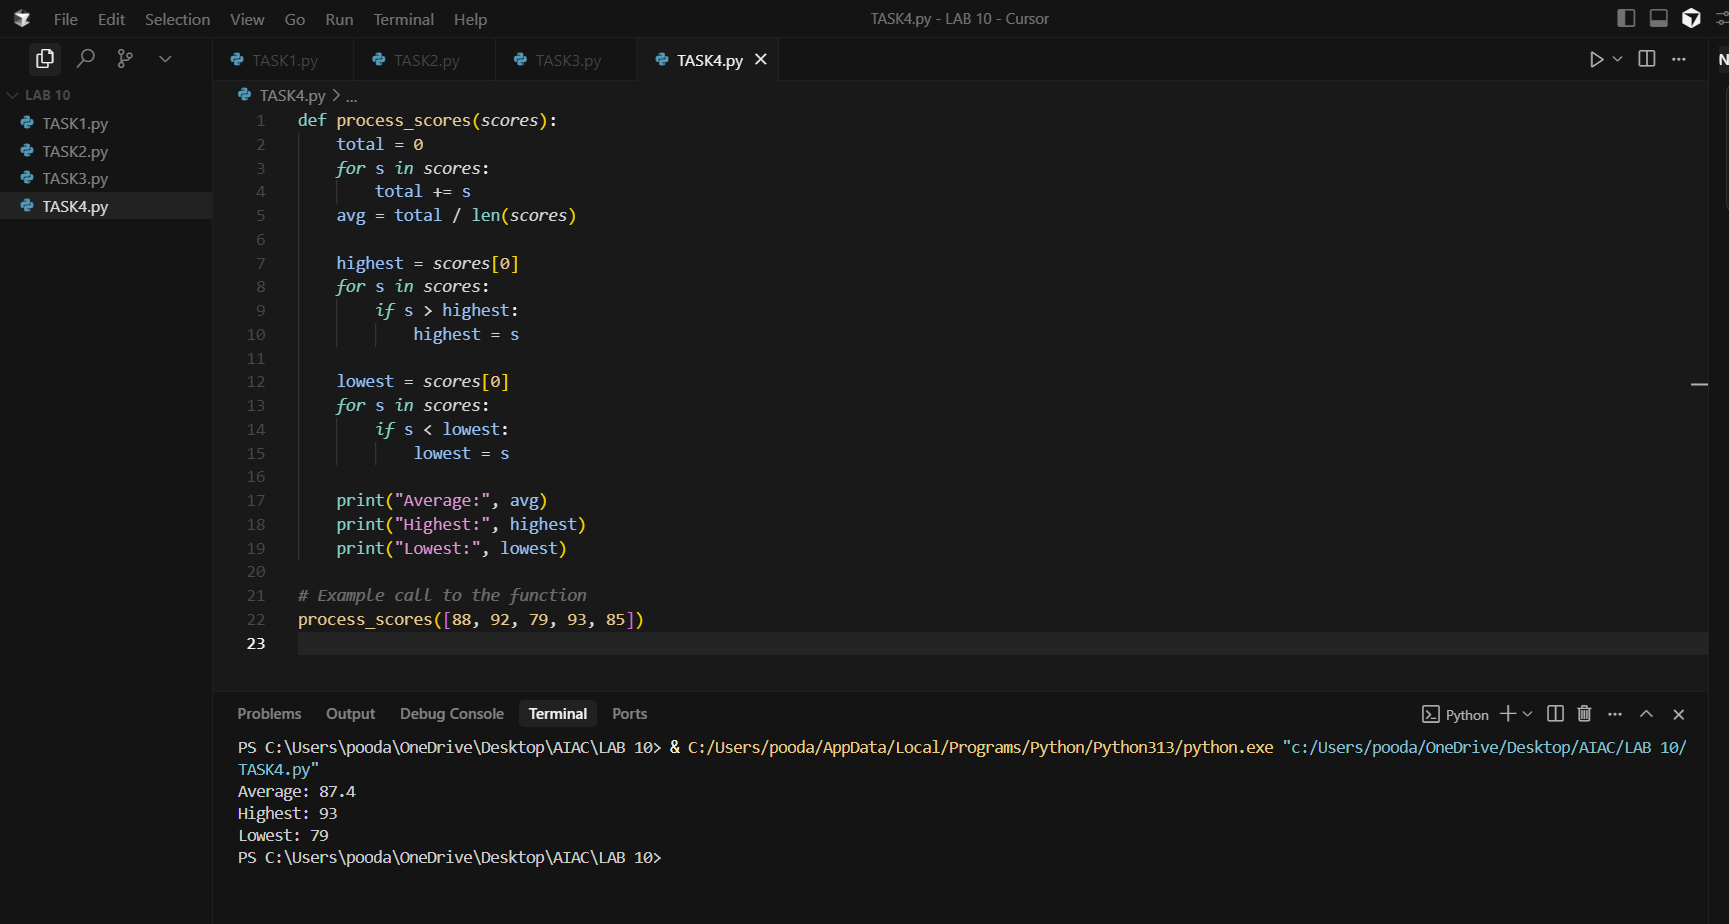 File Edit Selection View Go Run Terminal Help
TASK4.py - LAB 10 - Cursor
TASK1.py
TASK2.py
TASK3.py
TASK4.py
LAB 10
TASK1.py
TASK2.py
TASK3.py
TASK4.py
TASK4.py > ...
1 def process_scores(scores):
2     total = 0
3     for s in scores:
4         total += s
5     avg = total / len(scores)
6
7     highest = scores[0]
8     for s in scores:
9         if s > highest:
10             highest = s
11
12     lowest = scores[0]
13     for s in scores:
14         if s < lowest:
15             lowest = s
16
17     print("Average:", avg)
18     print("Highest:", highest)
19     print("Lowest:", lowest)
20
21 # Example call to the function
22 process_scores([88, 92, 79, 93, 85])
23
Problems Output Debug Console Terminal Ports
Python
PS C:\Users\pooda\OneDrive\Desktop\AIAC\LAB 10> & C:/Users/pooda/AppData/Local/Programs/Python/Python313/python.exe "c:/Users/pooda/OneDrive/Desktop/AIAC/LAB 10/
TASK4.py"
Average: 87.4
Highest: 93
Lowest: 79
PS C:\Users\pooda\OneDrive\Desktop\AIAC\LAB 10>